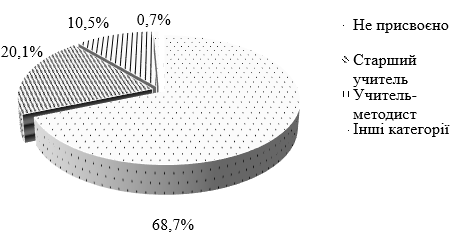 10,5%
0,7%
20,1%
68,7%
Не присвоєно
Старший
учитель
Учитель-
методист
Інші категорії